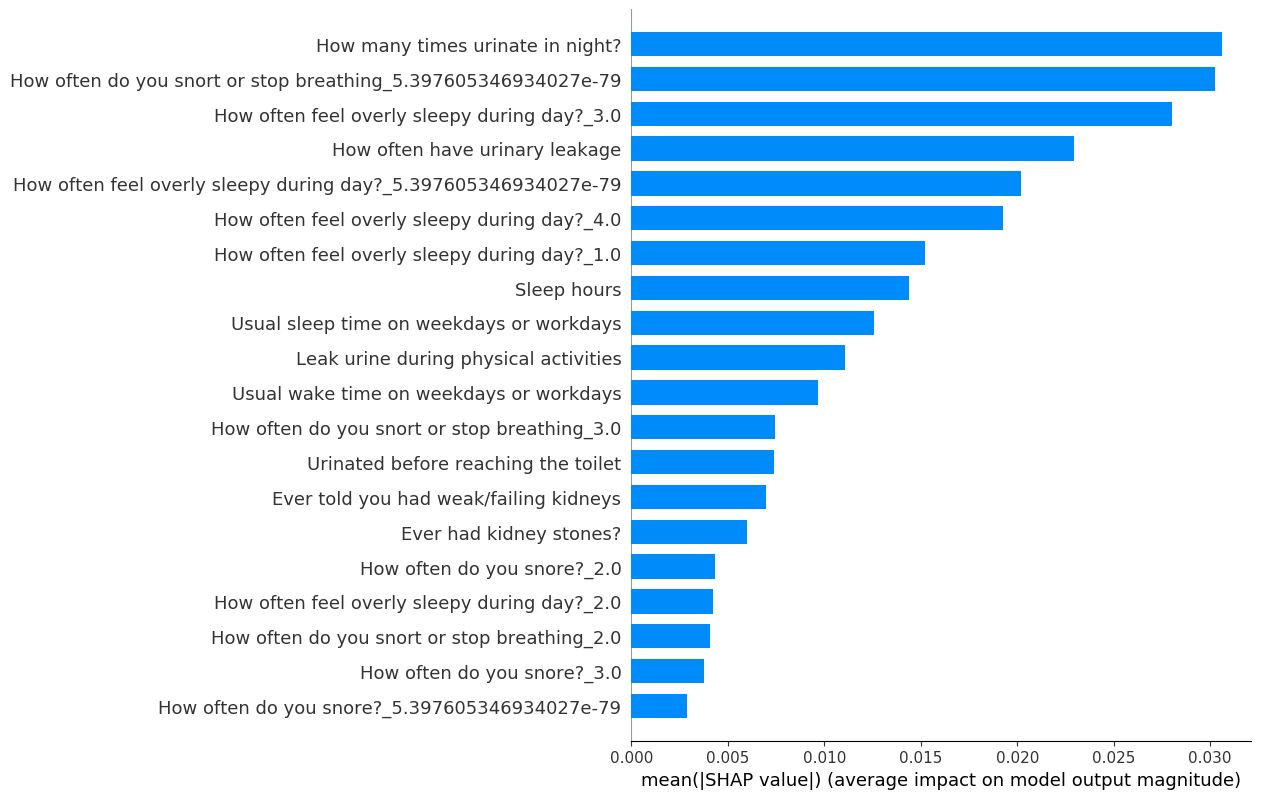 How many times urinate in night?
How often do you snort or stop breathing_5.397605346934027e-79
How often feel overly sleepy during day?_3.0
How often have urinary leakage
How often feel overly sleepy during day?_5.397605346934027e-79
How often feel overly sleepy during day?_4.0
How often feel overly sleepy during day?_1.0
Sleep hours
Usual sleep time on weekdays or workdays
Leak urine during physical activities
Usual wake time on weekdays or workdays
How often do you snort or stop breathing_3.0
Urinated before reaching the toilet
Ever told you had weak/failing kidneys
Ever had kidney stones?
How often do you snore?_2.0
How often feel overly sleepy during day?_2.0
How often do you snort or stop breathing_2.0
How often do you snore?_3.0
How often do you snore?_5.397605346934027e-79
0.000 0.005 0.010 0.015 0.020 0.025 0.030
mean(|SHAP value|) (average impact on model output magnitude)